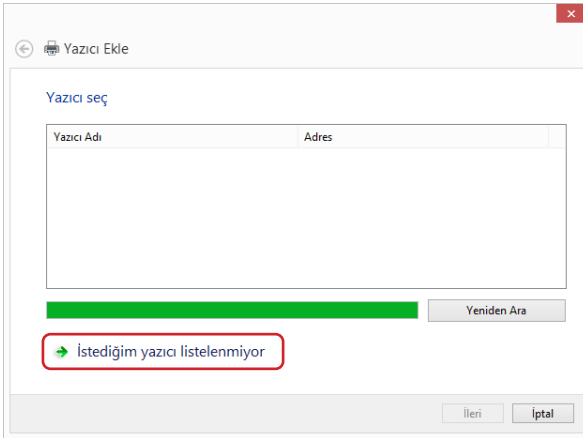 Yazıcı Ekle
Yazıcı seç
Yazıcı Adı Adres
Yeniden Ara
İstediğim yazıcı listelenmiyor
İleri İptal